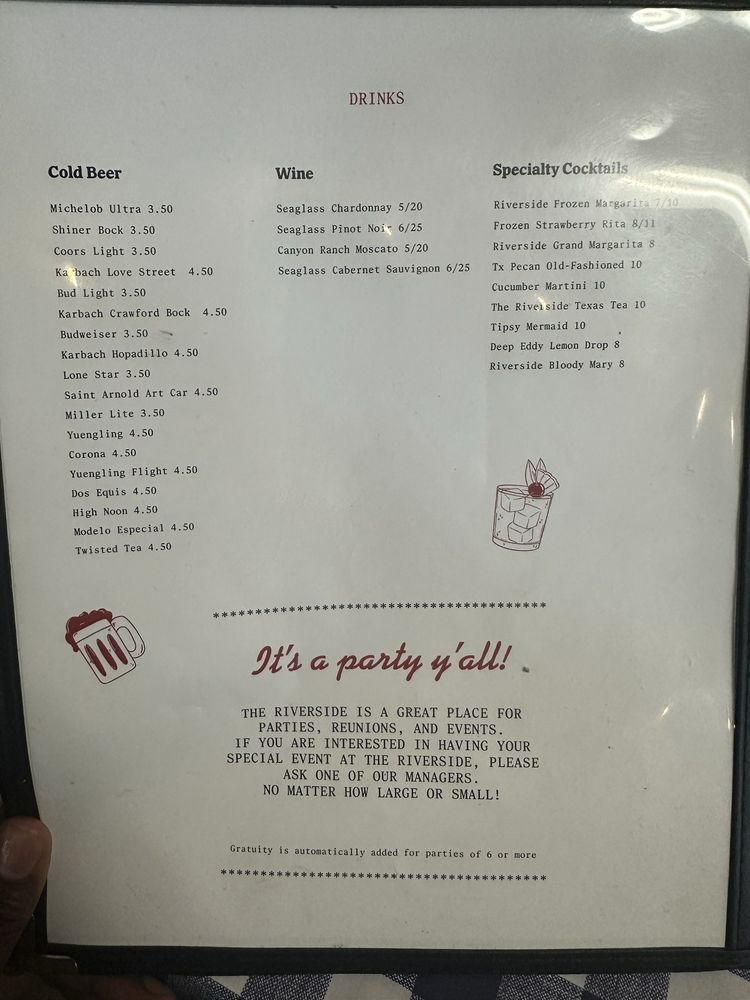 DRINKS
Cold Beer
Michelob Ultra 3.50
Shiner Bock 3.50
Coors Light 3.50
Karbach Love Street 4.50
Bud Light 3.50
Karbach Crawford Bock 4.50
Budweiser 3.50
Karbach Hopadillo 4.50
Lone Star 3.50
Saint Arnold Art Car 4.50
Miller Lite 3.50
Yuengling 4.50
Corona 4.50
Yuengling Flight 4.50
Dos Equis 4.50
High Noon 4.50
Modelo Especial 4.50
Twisted Tea 4.50
Wine
Seaglass Chardonnay 5/20
Seaglass Pinot Noir 6/25
Canyon Ranch Moscato 5/20
Seaglass Cabernet Sauvignon 6/25
Specialty Cocktails
Riverside Frozen Margarita 7/10
Frozen Strawberry Rita 8/11
Riverside Grand Margarita 8
Tx Pecan Old-Fashioned 10
Cucumber Martini 10
The Riverside Texas Tea 10
Tipsy Mermaid 10
Deep Eddy Lemon Drop 8
Riverside Bloody Mary 8
It's a party y'all!
THE RIVERSIDE IS A GREAT PLACE FOR
PARTIES, REUNIONS, AND EVENTS.
IF YOU ARE INTERESTED IN HAVING YOUR
SPECIAL EVENT AT THE RIVERSIDE, PLEASE
ASK ONE OF OUR MANAGERS.
NO MATTER HOW LARGE OR SMALL!
Gratuity is automatically added for parties of 6 or more